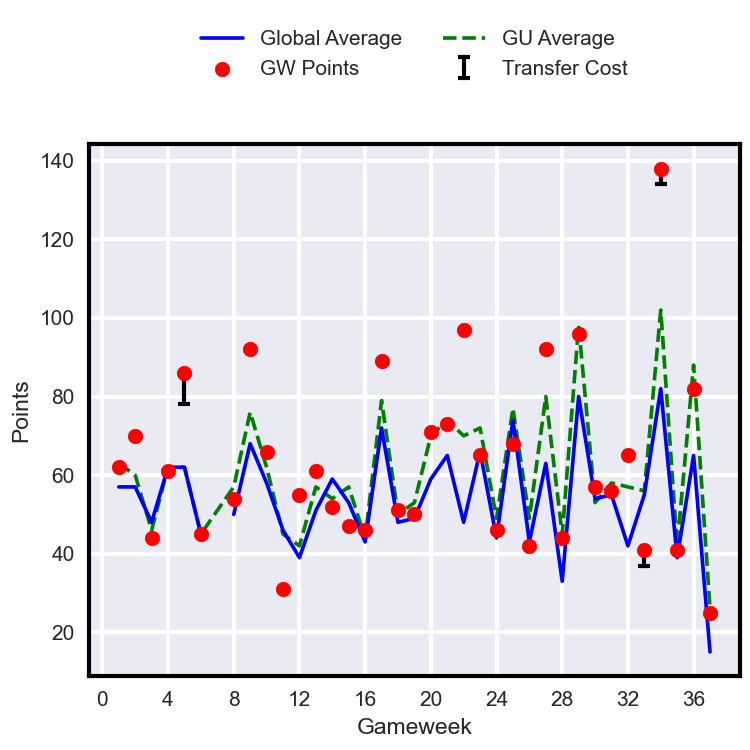 Global Average
GU Average
GW Points
Transfer Cost
140
120
100
80
60
40
20
Points
0 4 8 12 16 20 24 28 32 36
Gameweek